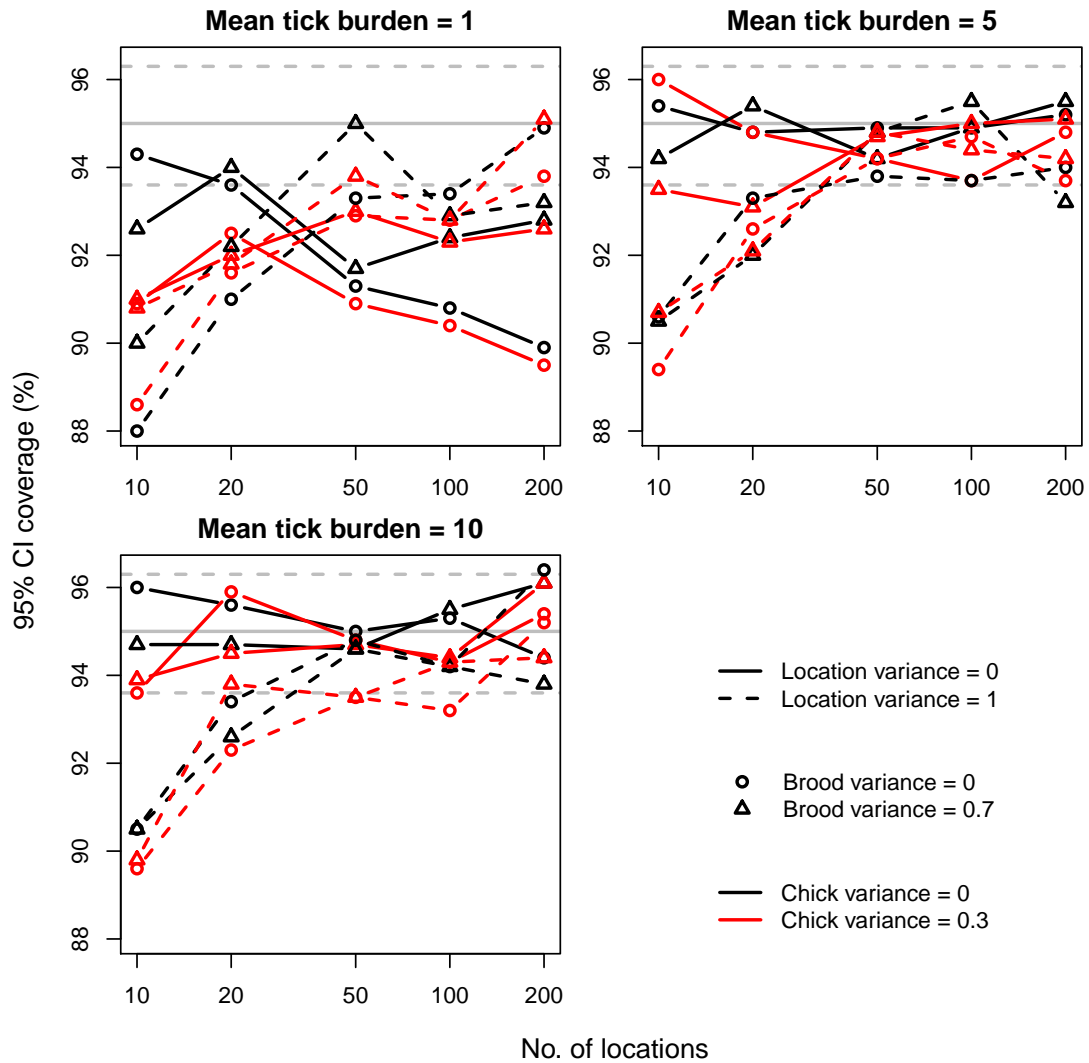 Mean tick burden = 1
Mean tick burden = 5
96
94
92
90
88
10 20 50 100 200
96
94
92
90
88
10 20 50 100 200
95% CI coverage (%)
Mean tick burden = 10
96
94
92
90
88
10 20 50 100 200
Location variance = 0
Location variance = 1
Brood variance = 0
Brood variance = 0.7
Chick variance = 0
Chick variance = 0.3
No. of locations